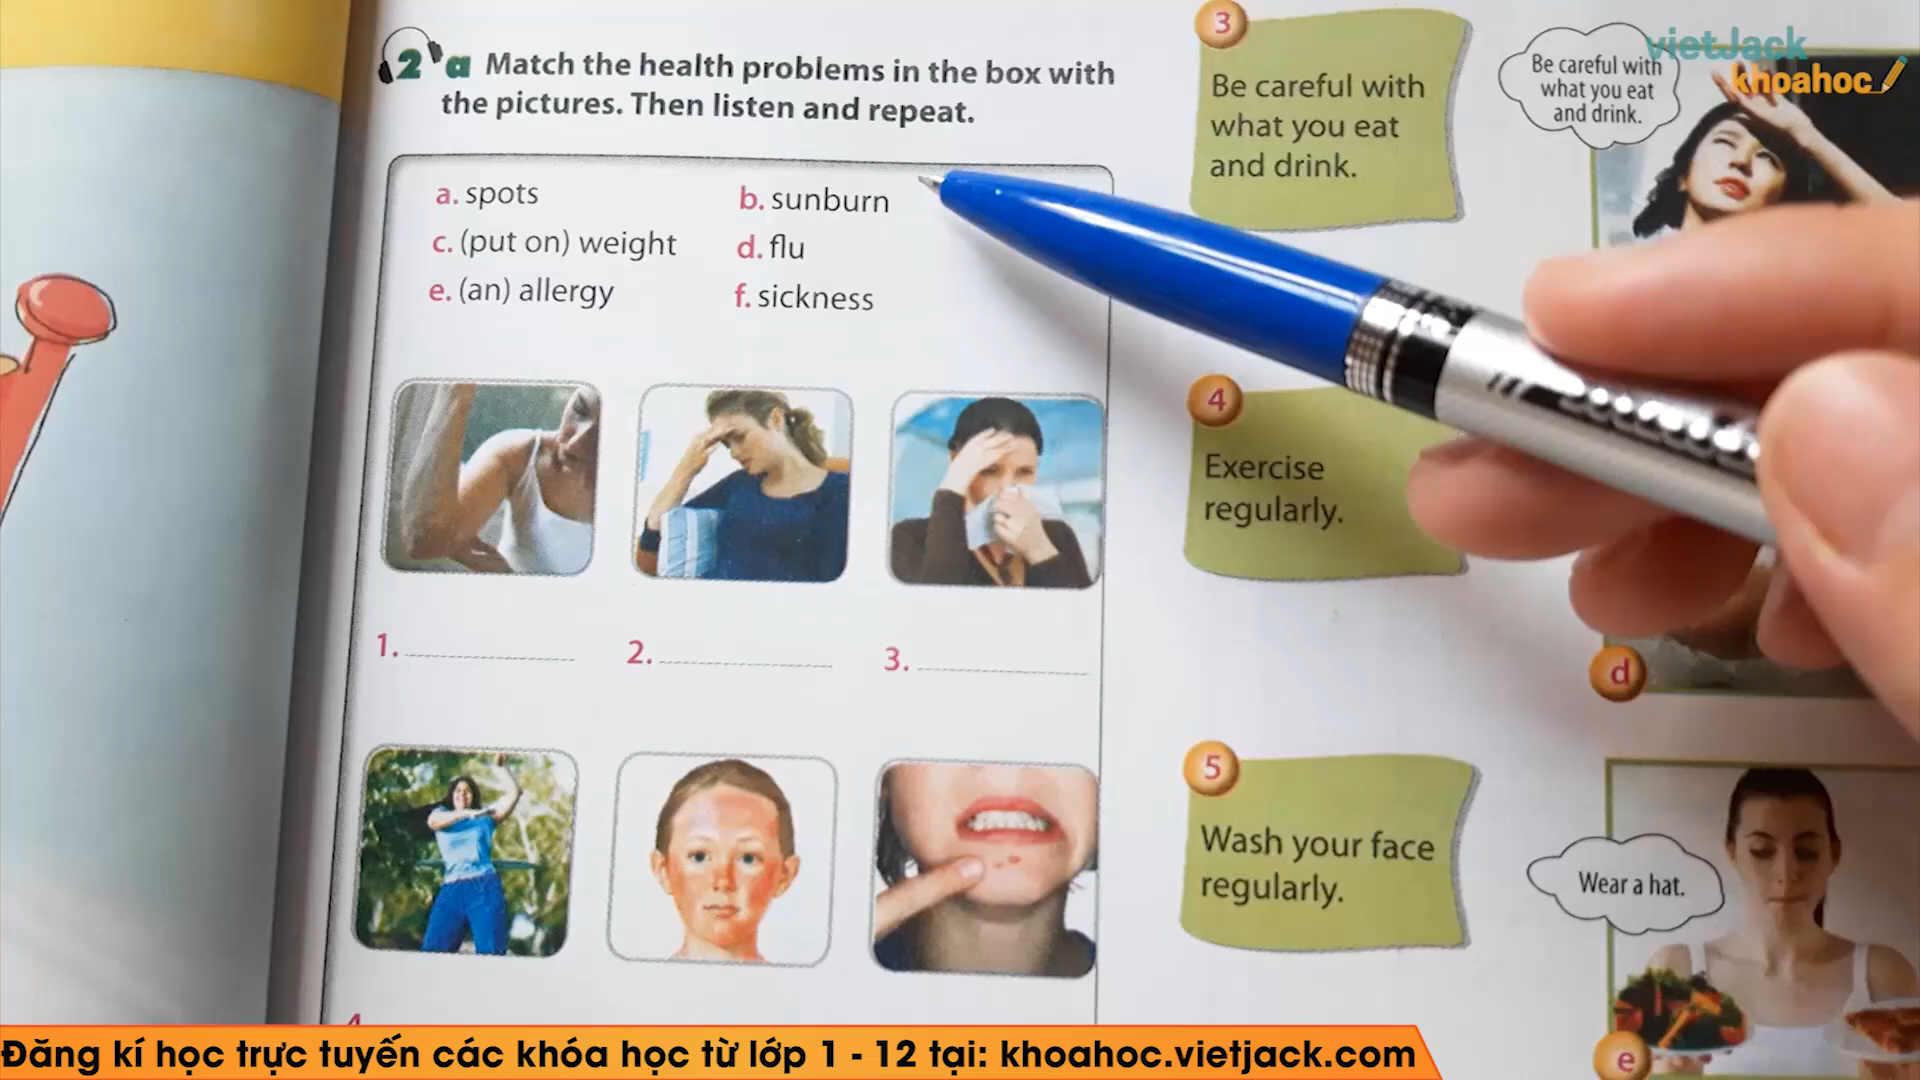 2 a Match the health problems in the box with
the pictures. Then listen and repeat.
a. spots
b. sunburn
c. (put on) weight
d. flu
e. (an) allergy
f. sickness
1.
2.
3.
3
Be careful with
what you eat
and drink.
Be careful with
what you eat
and drink.
vietJack
khoahoc
4
Exercise
regularly.
d
5
Wash your face
regularly.
Wear a hat.
e
Đăng kí học trực tuyến các khóa học từ lớp 1 - 12 tại: khoahoc.vietjack.com